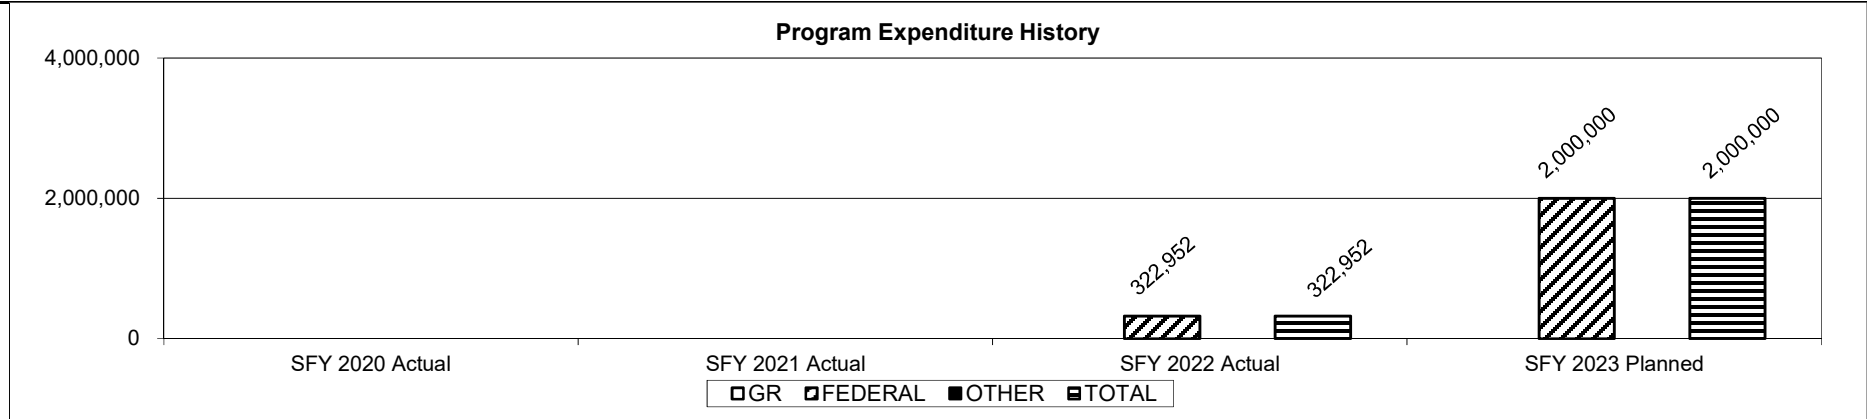 Program Expenditure History
4,000,000
2,000,000
0
322,952
322,952
2,000,000
2,000,000
SFY 2020 Actual
SFY 2021 Actual
SFY 2022 Actual
SFY 2023 Planned
GR FEDERAL OTHER TOTAL